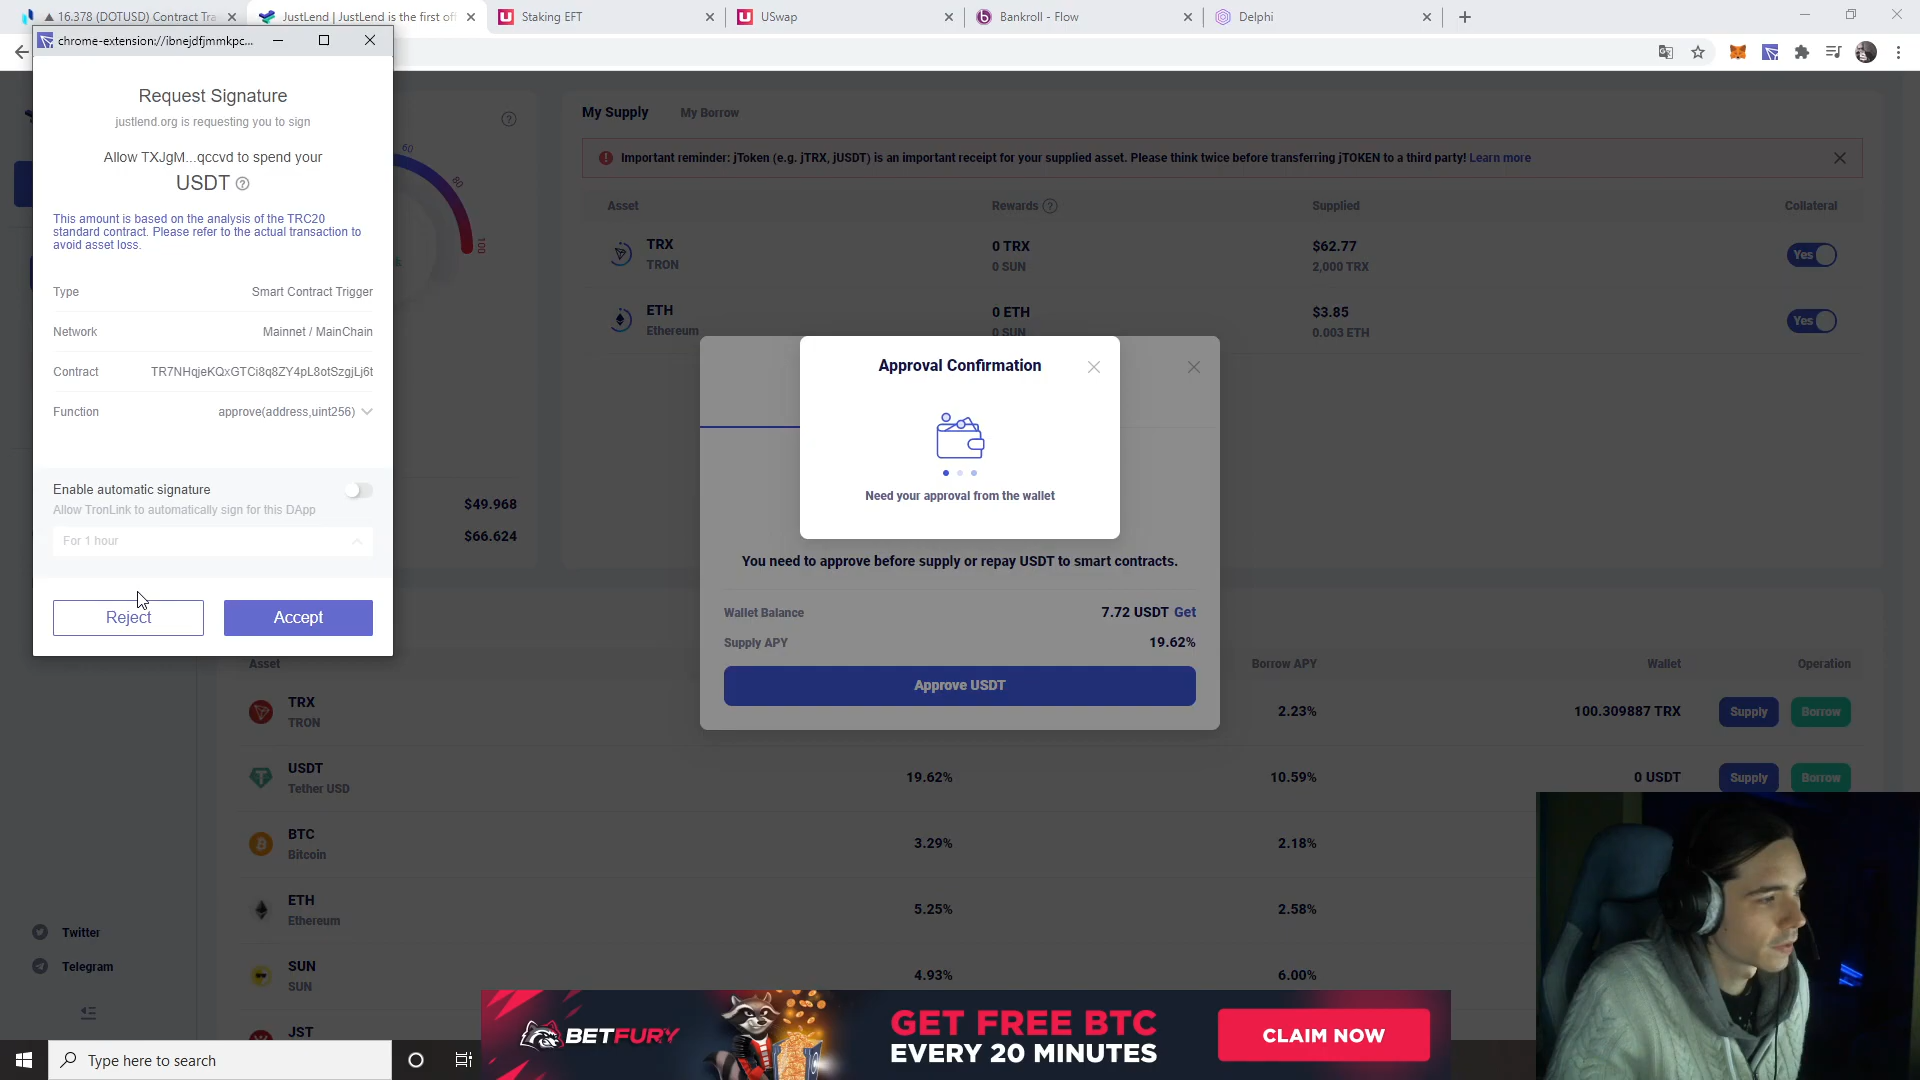 16.378 (DOTUSD) Contract Tra
JustLend | JustLend is the first off
Staking EFT
USwap
Bankroll - Flow
Delphi
chrome-extension://ibnejdfjmmkpc...
Request Signature
justlend.org is requesting you to sign
Allow TXJgM...qccvd to spend your
USDT
This amount is based on the analysis of the TRC20
standard contract. Please refer to the actual transaction to
avoid asset loss.
Type Smart Contract Trigger
Network Mainnet / MainChain
Contract TR7NHqjeKQxGTCi8q8ZY4pL8otSzgjLj6t
Function approve(address,uint256)
Enable automatic signature
Allow TronLink to automatically sign for this DApp
For 1 hour
Reject Accept
60
80
100
$49.968
$66.624
My Supply My Borrow
Important reminder: jToken (e.g. jTRX, jUSDT) is an important receipt for your supplied asset. Please think twice before transferring jTOKEN to a third party! Learn more
Asset Rewards Supplied Collateral
TRX 0 TRX $62.77 Yes
TRON 0 SUN 2,000 TRX
ETH 0 ETH $3.85 Yes
Ethereum 0 SUN 0.003 ETH
Approval Confirmation
Need your approval from the wallet
You need to approve before supply or repay USDT to smart contracts.
Wallet Balance 7.72 USDT Get
Supply APY 19.62%
Approve USDT
Asset Borrow APY Wallet Operation
TRX 2.23% 100.309887 TRX Supply Borrow
TRON
USDT 19.62% 10.59% 0 USDT Supply Borrow
Tether USD
BTC 3.29% 2.18%
Bitcoin
ETH 5.25% 2.58%
Ethereum
SUN 4.93% 6.00%
SUN
JST
Twitter
Telegram
BETFURY
GET FREE BTC
EVERY 20 MINUTES
CLAIM NOW
Type here to search